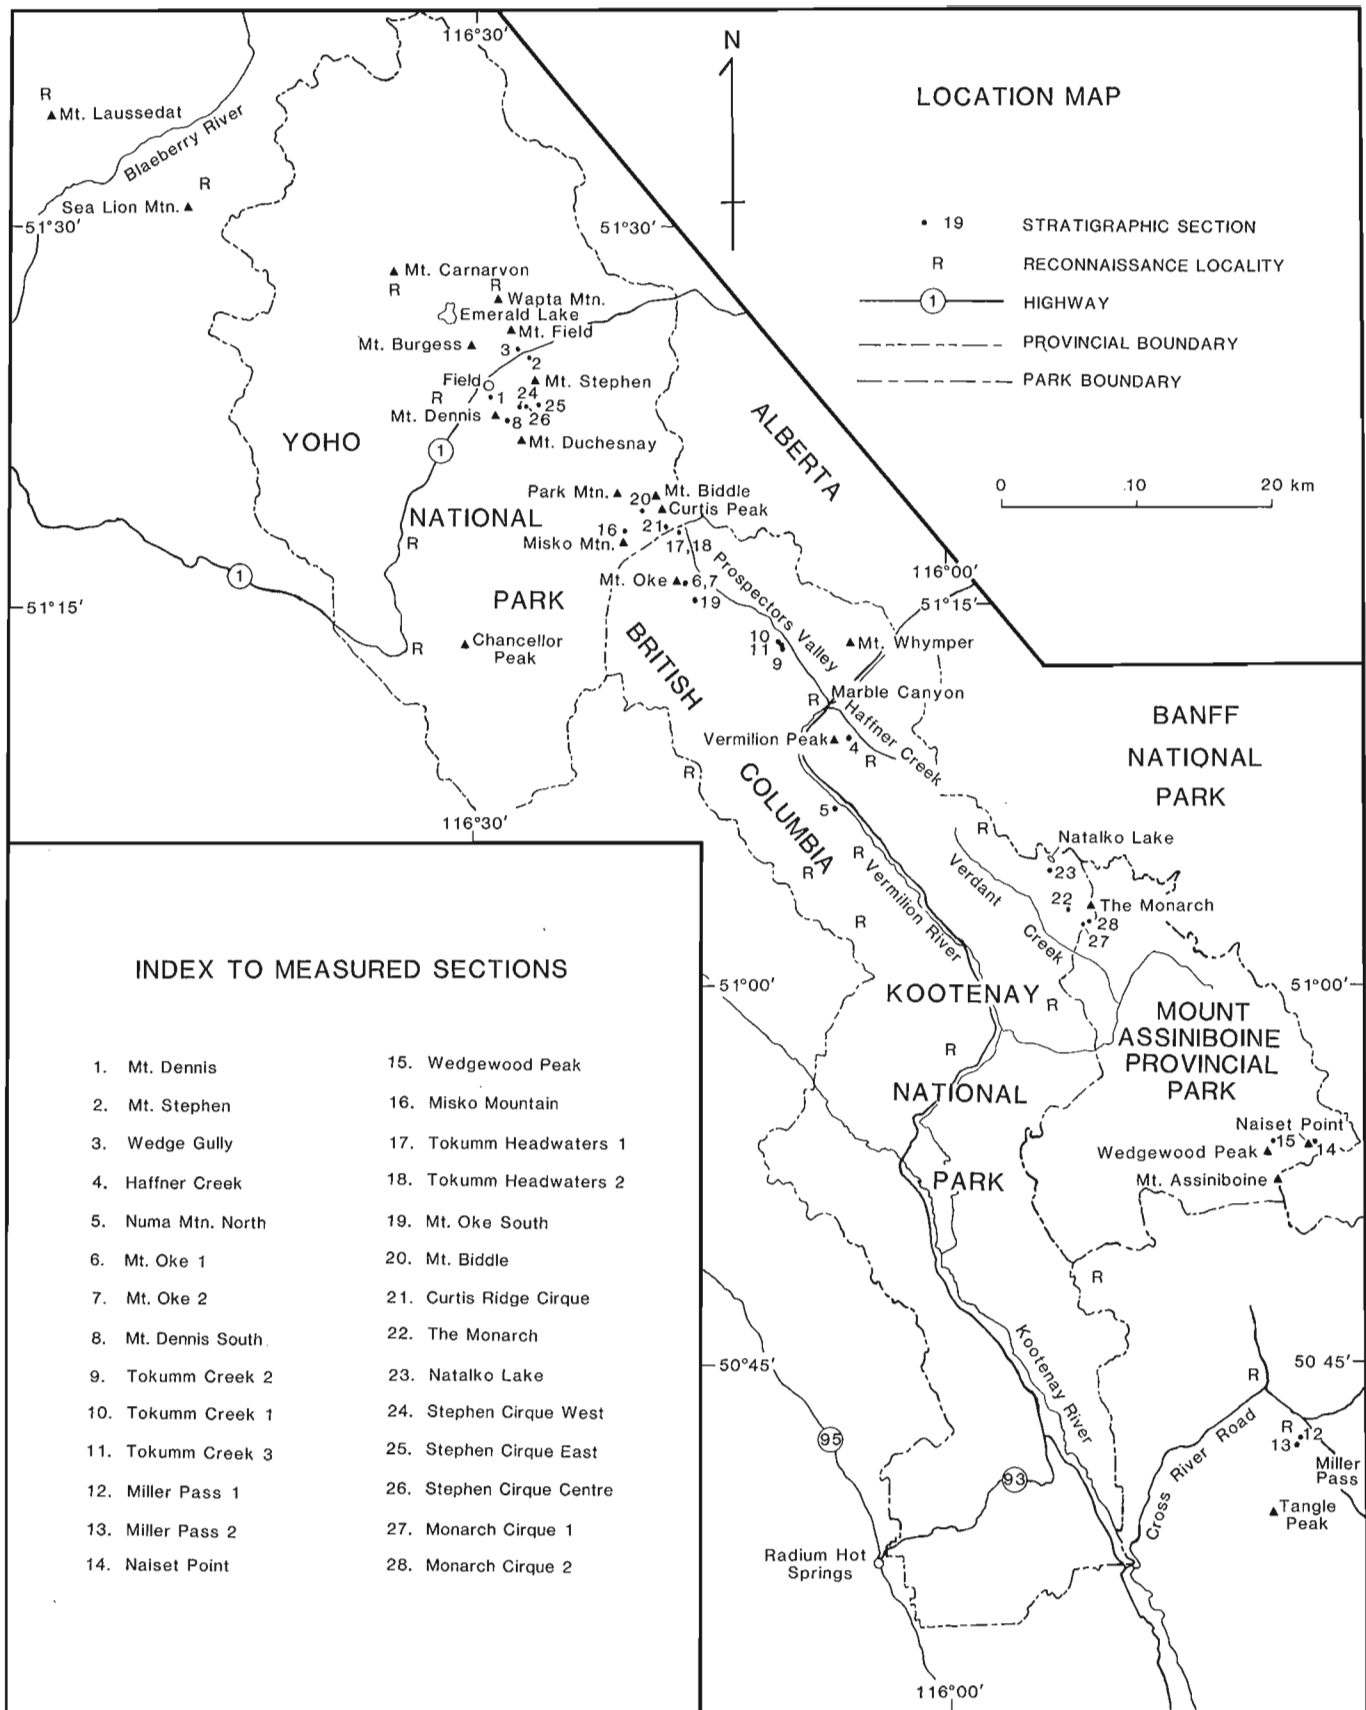 116°30′
N
LOCATION MAP
R
Mt. Laussedat
Blaeberry River
R
Sea Lion Mtn.
51°30′
51°30′
• 19 STRATIGRAPHIC SECTION
R RECONNAISSANCE LOCALITY
1 HIGHWAY
PROVINCIAL BOUNDARY
PARK BOUNDARY
Mt. Carnarvon
R
R
Wapta Mtn.
Emerald Lake
Mt. Field
Mt. Burgess
3
2
Field
Mt. Stephen
R
1
24
25
Mt. Dennis
8
26
Mt. Duchesnay
YOHO
1
ALBERTA
0 10 20 km
Park Mtn.
20
Mt. Biddle
Curtis Peak
NATIONAL
16
21
17,18
Misko Mtn.
R
1
116°00′
Prospectors Valley
Mt. Oke
6,7
19
51°15′
51°15′
PARK
BRITISH
10
11
9
Mt. Whymper
R
Chancellor
Peak
Marble Canyon
R
Haffner Creek
BANFF
NATIONAL
PARK
Vermilion Peak
4
R
R
COLUMBIA
5
116°30′
R
Natalko Lake
R
Verdant
Creek
23
R
Vermilion River
22
The Monarch
28
27
R
INDEX TO MEASURED SECTIONS
51°00′
51°00′
KOOTENAY
R
MOUNT
ASSINIBOINE
PROVINCIAL
PARK
R
NATIONAL
1. Mt. Dennis
2. Mt. Stephen
3. Wedge Gully
4. Haffner Creek
5. Numa Mtn. North
6. Mt. Oke 1
7. Mt. Oke 2
8. Mt. Dennis South
9. Tokumm Creek 2
10. Tokumm Creek 1
11. Tokumm Creek 3
12. Miller Pass 1
13. Miller Pass 2
14. Naiset Point
15. Wedgewood Peak
16. Misko Mountain
17. Tokumm Headwaters 1
18. Tokumm Headwaters 2
19. Mt. Oke South
20. Mt. Biddle
21. Curtis Ridge Cirque
22. The Monarch
23. Natalko Lake
24. Stephen Cirque West
25. Stephen Cirque East
26. Stephen Cirque Centre
27. Monarch Cirque 1
28. Monarch Cirque 2
Naiset Point
15
14
Wedgewood Peak
PARK
Mt. Assiniboine
R
Kootenay River
50°45′
50 45′
R
95
R
12
13
Cross River Road
Miller
Pass
93
Tangle
Peak
Radium Hot
Springs
116°00′